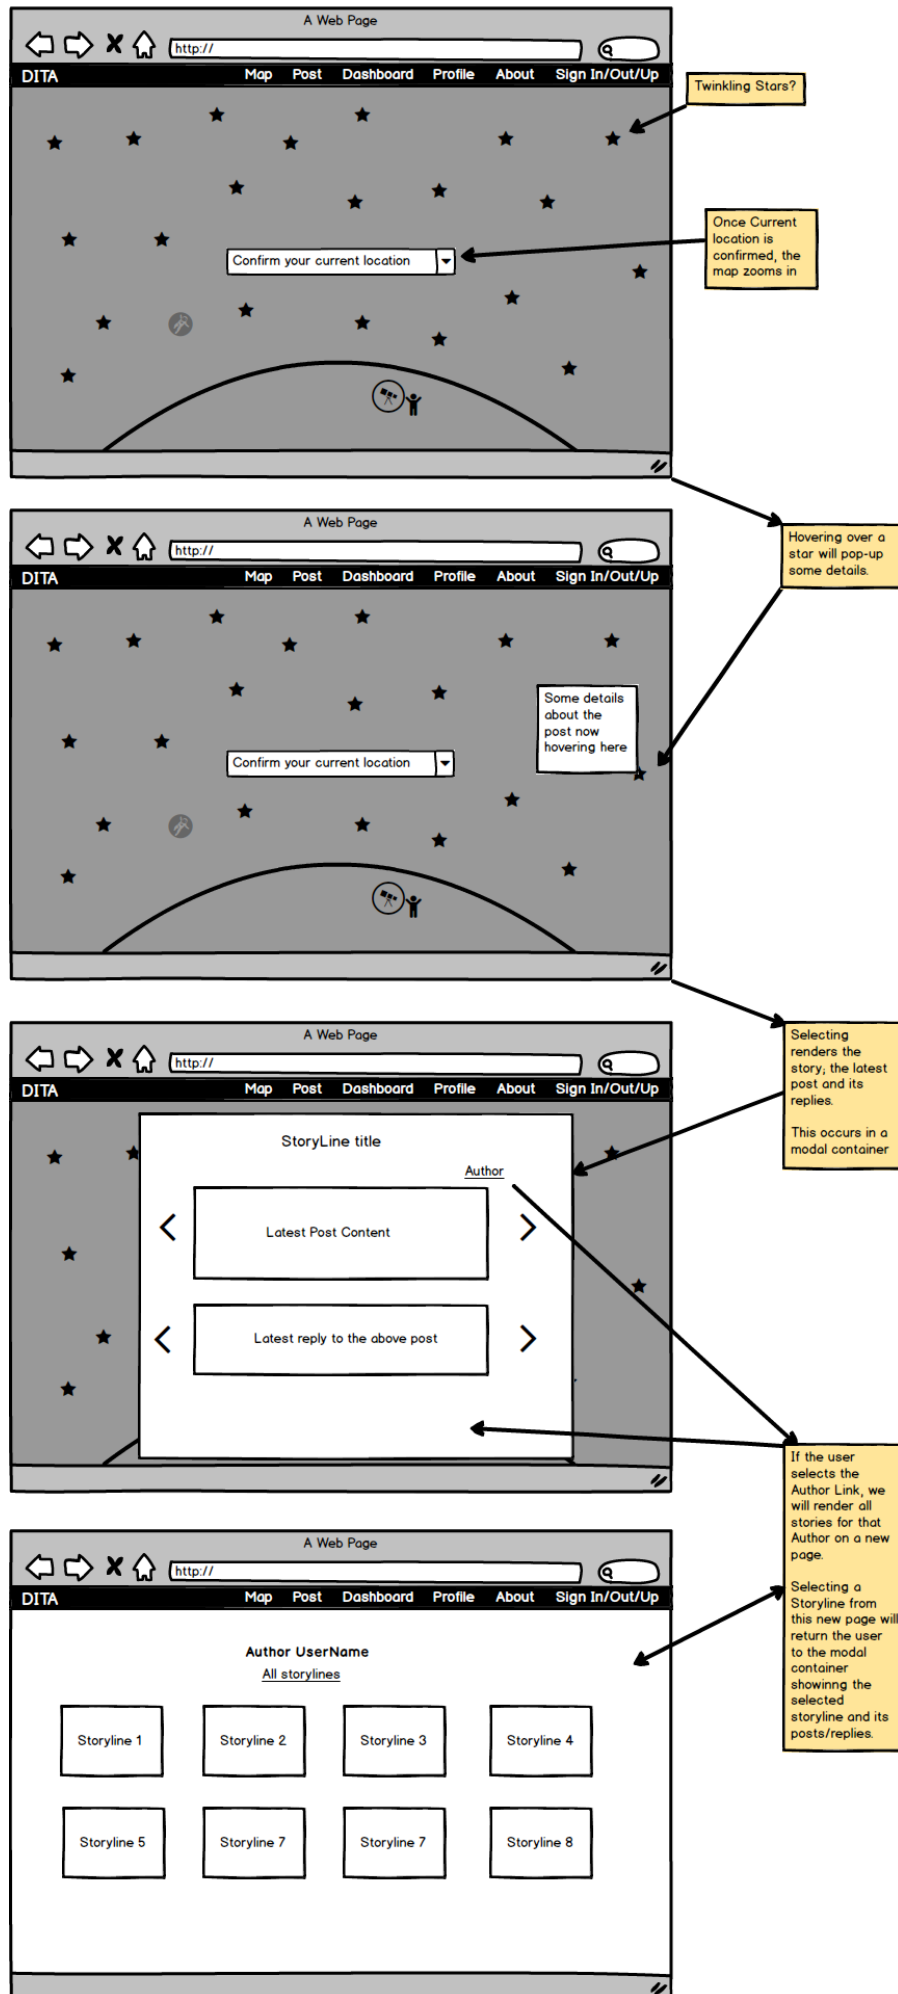 A Web Page
http://
DITA Map Post Dashboard Profile About Sign In/Out/Up
Twinkling Stars?
Once Current
location is
confirmed, the
map zooms in
Confirm your current location
A Web Page
http://
DITA Map Post Dashboard Profile About Sign In/Out/Up
Hovering over a
star will pop-up
some details.
Some details
about the
post now
hovering here
Confirm your current location
A Web Page
http://
DITA Map Post Dashboard Profile About Sign In/Out/Up
Selecting
renders the
story; the latest
post and its
replies.
This occurs in a
modal container
StoryLine title
Author
Latest Post Content
Latest reply to the above post
If the user
selects the
Author Link, we
will render all
stories for that
Author on a new
page.
Selecting a
Storyline from
this new page will
return the user
to the modal
container
showinng the
selected
storyline and its
posts/replies.
A Web Page
http://
DITA Map Post Dashboard Profile About Sign In/Out/Up
Author UserName
All storylines
Storyline 1 Storyline 2 Storyline 3 Storyline 4
Storyline 5 Storyline 7 Storyline 7 Storyline 8